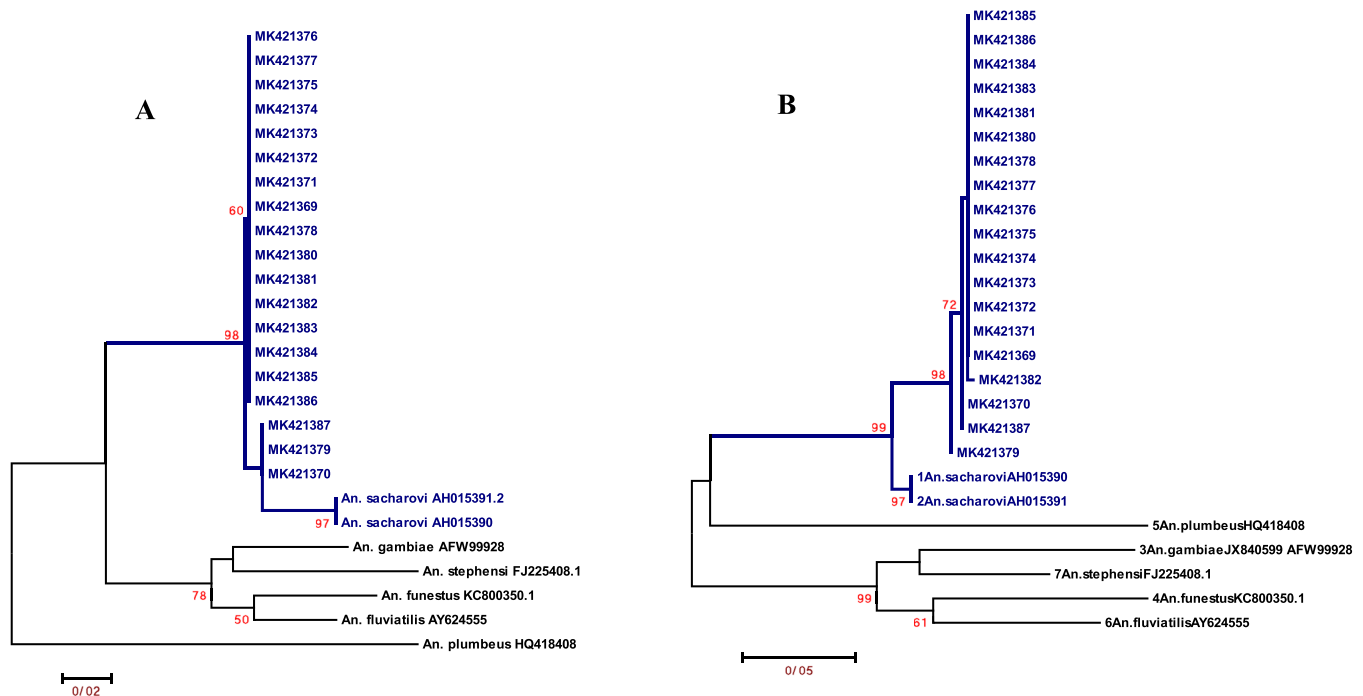 A
MK421376
MK421377
MK421375
MK421374
MK421373
MK421372
MK421371
60
MK421369
MK421378
MK421380
MK421381
MK421382
98
MK421383
MK421384
MK421385
MK421386
MK421387
MK421379
MK421370
An. sacharovi AH015391.2
97
An. sacharovi AH015390
An. gambiae AFW99928
An. stephensi FJ225408.1
78
An. funestus KC800350.1
50
An. fluviatilis AY624555
An. plumbeus HQ418408
0/02
B
MK421385
MK421386
MK421384
MK421383
MK421381
MK421380
MK421378
MK421377
MK421376
MK421375
MK421374
MK421373
72
MK421372
MK421371
MK421369
98
MK421382
MK421370
99
MK421387
MK421379
1An.sacharoviAH015390
97
2An.sacharoviAH015391
5An.plumbeusHQ418408
3An.gambiaeJX840599 AFW99928
7An.stephensiFJ225408.1
99
4An.funestusKC800350.1
61
6An.fluviatilisAY624555
0/05